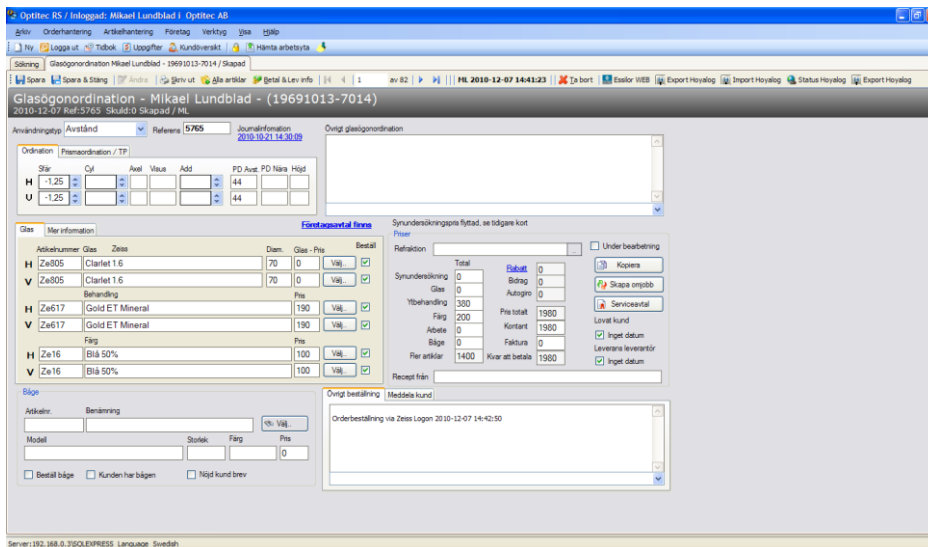 Optitec RS / Inloggad: Mikael Lundblad i Optitec AB
Arkiv Orderhantering Artikelhantering Företag Verktyg Visa Hjälp
Ny Logga ut Tidbok Uppgifter Kundöversikt Hämta arbetsyta
Sökning Glasögonordination Mikael Lundblad - 19691013-7014 / Skapad
Spara Spara & Stäng Ändra Skriv ut Alla artiklar Betal & Lev info 1 av 82 ML 2010-12-07 14:41:23 Ta bort Essilor WEB Export Hoyalog Import Hoyalog Status Hoyalog Export Hoyalog
Glasögonordination - Mikael Lundblad - (19691013-7014)
2010-12-07 Ref:5765 Skuld:0 Skapad / ML
Användningstyp Avstånd Referens 5765 Journalinfomation Övrigt glasögonordination
2010-10-21 14:30:09
Ordination Prismaordination / TP
Sfär Cyl Axel Visus Add PD Avst. PD Nära Höjd
H -1,25 44
U -1,25 44
Glas Mer information Företagsavtal finns Synundersökningspris flyttad, se tidigare kort
Priser
Artikelnummer Glas Zeiss Diam. Glas - Pris Beställ
H Ze805 Clarlet 1.6 70 0 Välj..
V Ze805 Clarlet 1.6 70 0 Välj..
Behandling Pris
H Ze617 Gold ET Mineral 190 Välj..
V Ze617 Gold ET Mineral 190 Välj..
Färg Pris
H Ze16 Blå 50% 100 Välj..
V Ze16 Blå 50% 100 Välj..
Refraktion .. Under bearbetning
Total
Synundersökning 0 Rabatt 0 Kopiera
Glas 0 Bidrag 0 Skapa omjobb
Ytbehandling 380 Autogiro 0 Serviceavtal
Färg 200 Pris totalt 1980 Lovat kund
Arbete 0 Kontant 1980 Inget datum
Båge 0 Faktura 0 Leverans leverantör
Fler artiklar 1400 Kvar att betala 1980 Inget datum
Recept från
Båge
Artikelnr. Benämning
Välj..
Modell Storlek Färg Pris
0
Beställ båge Kunden har bågen Nöjd kund brev
Övrigt beställning Meddela kund
Orderbeställning via Zeiss Logon 2010-12-07 14:42:50
Server:192.168.0.3\SQLEXPRESS Language Swedish